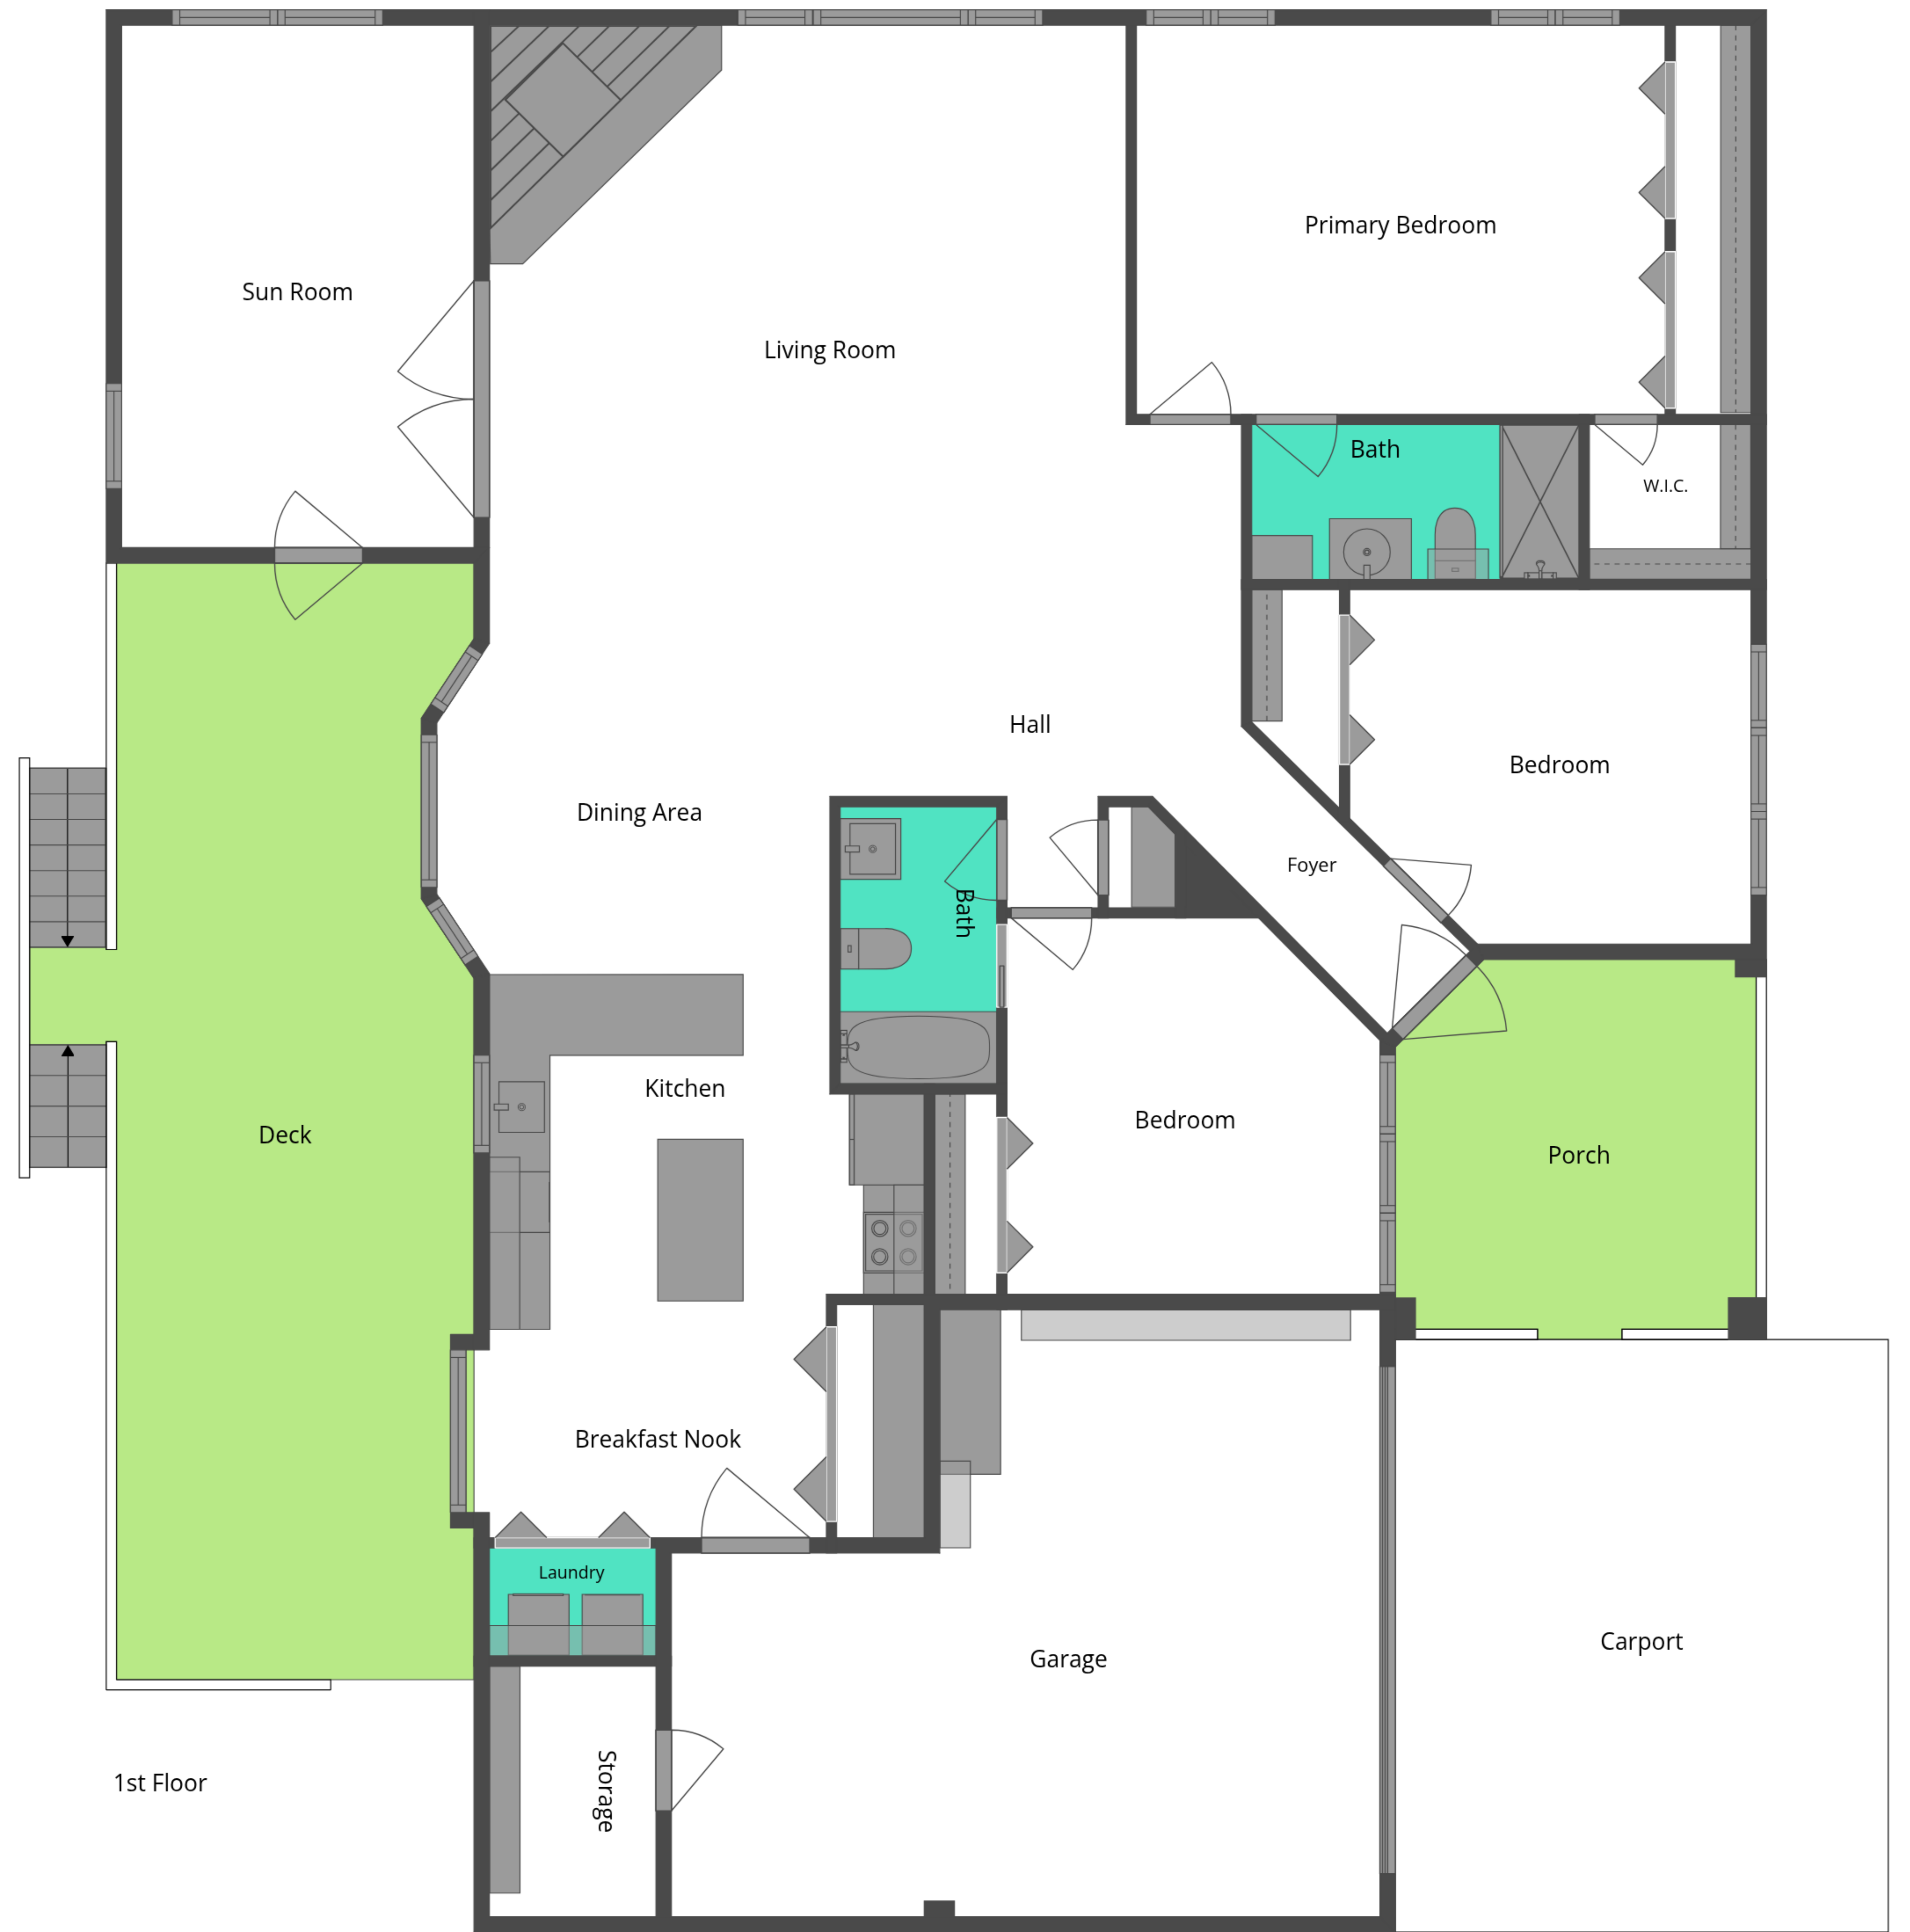 Primary Bedroom
Sun Room
Living Room
Bath
W.I.C.
Hall
Bedroom
Dining Area
Foyer
Bath
Kitchen
Bedroom
Deck
Porch
Breakfast Nook
Laundry
Garage
Carport
Storage
1st Floor